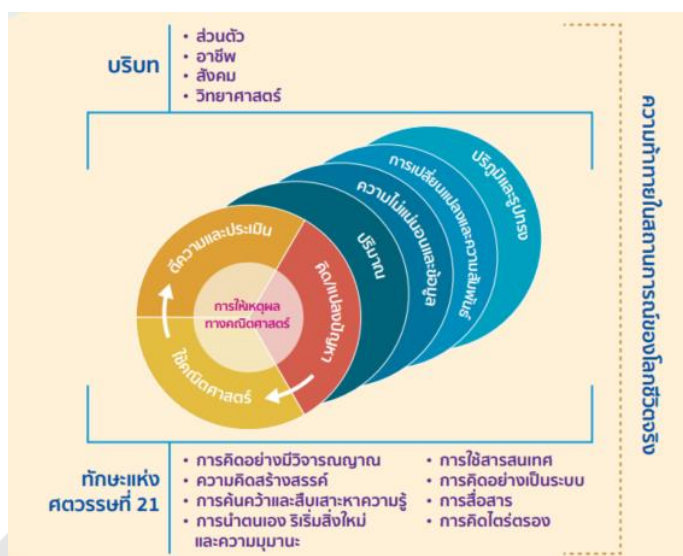 บริบท
• ส่วนตัว
• อาชีพ
• สังคม
• วิทยาศาสตร์
ความท้าทายในสถานการณ์ของโลกชีวิตจริง
ปริภูมิและรูปทรง
การเปลี่ยนแปลงและความสัมพันธ์
ความไม่แน่นอนและข้อมูล
ปริมาณ
ตีความและประเมิน
คิด/แปลงปัญหา
ใช้คณิตศาสตร์
การให้เหตุผล
ทางคณิตศาสตร์
ทักษะแห่ง
ศตวรรษที่ 21
• การคิดอย่างมีวิจารณญาณ
• ความคิดสร้างสรรค์
• การค้นคว้าและสืบเสาะหาความรู้
• การนำตนเอง ริเริ่มสิ่งใหม่
และความมุมานะ
• การใช้สารสนเทศ
• การคิดอย่างเป็นระบบ
• การสื่อสาร
• การคิดไตร่ตรอง